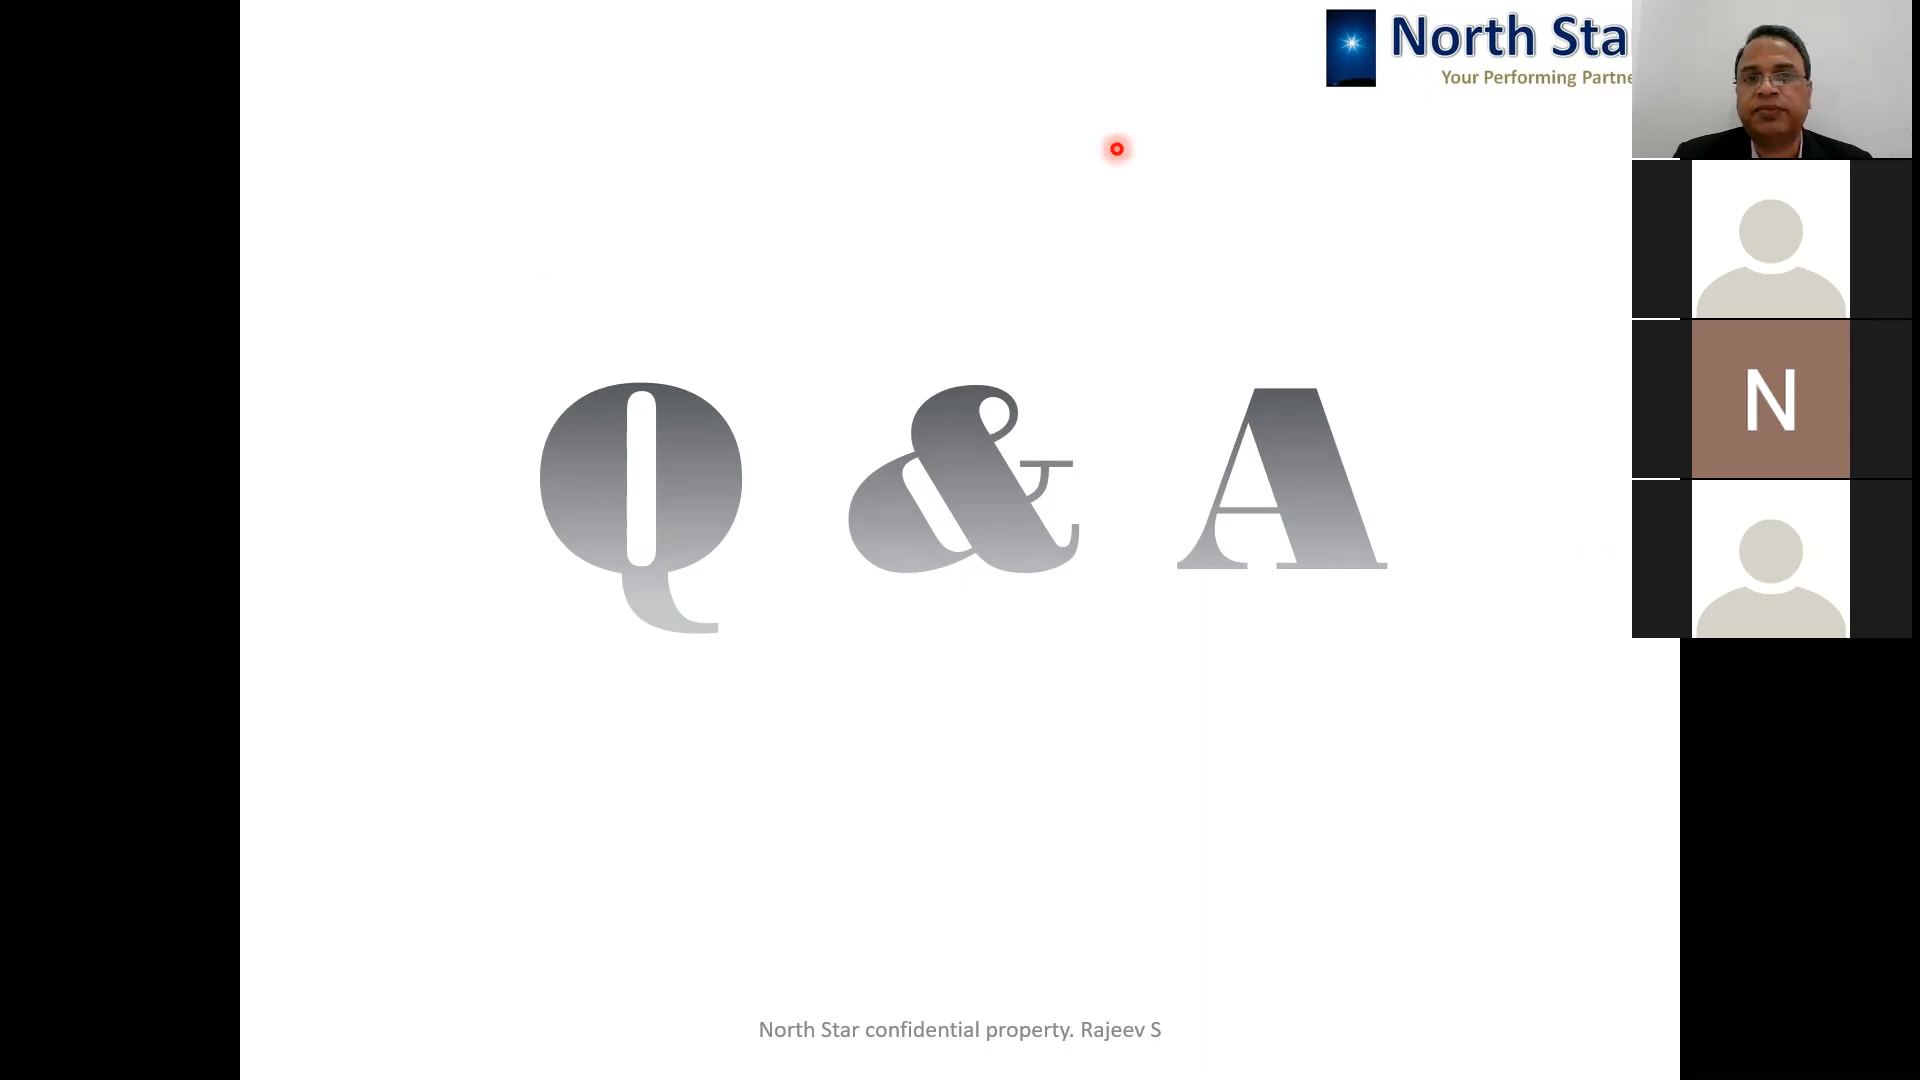 North Sta
Your Performing Partne
N
Q & A
North Star confidential property. Rajeev S